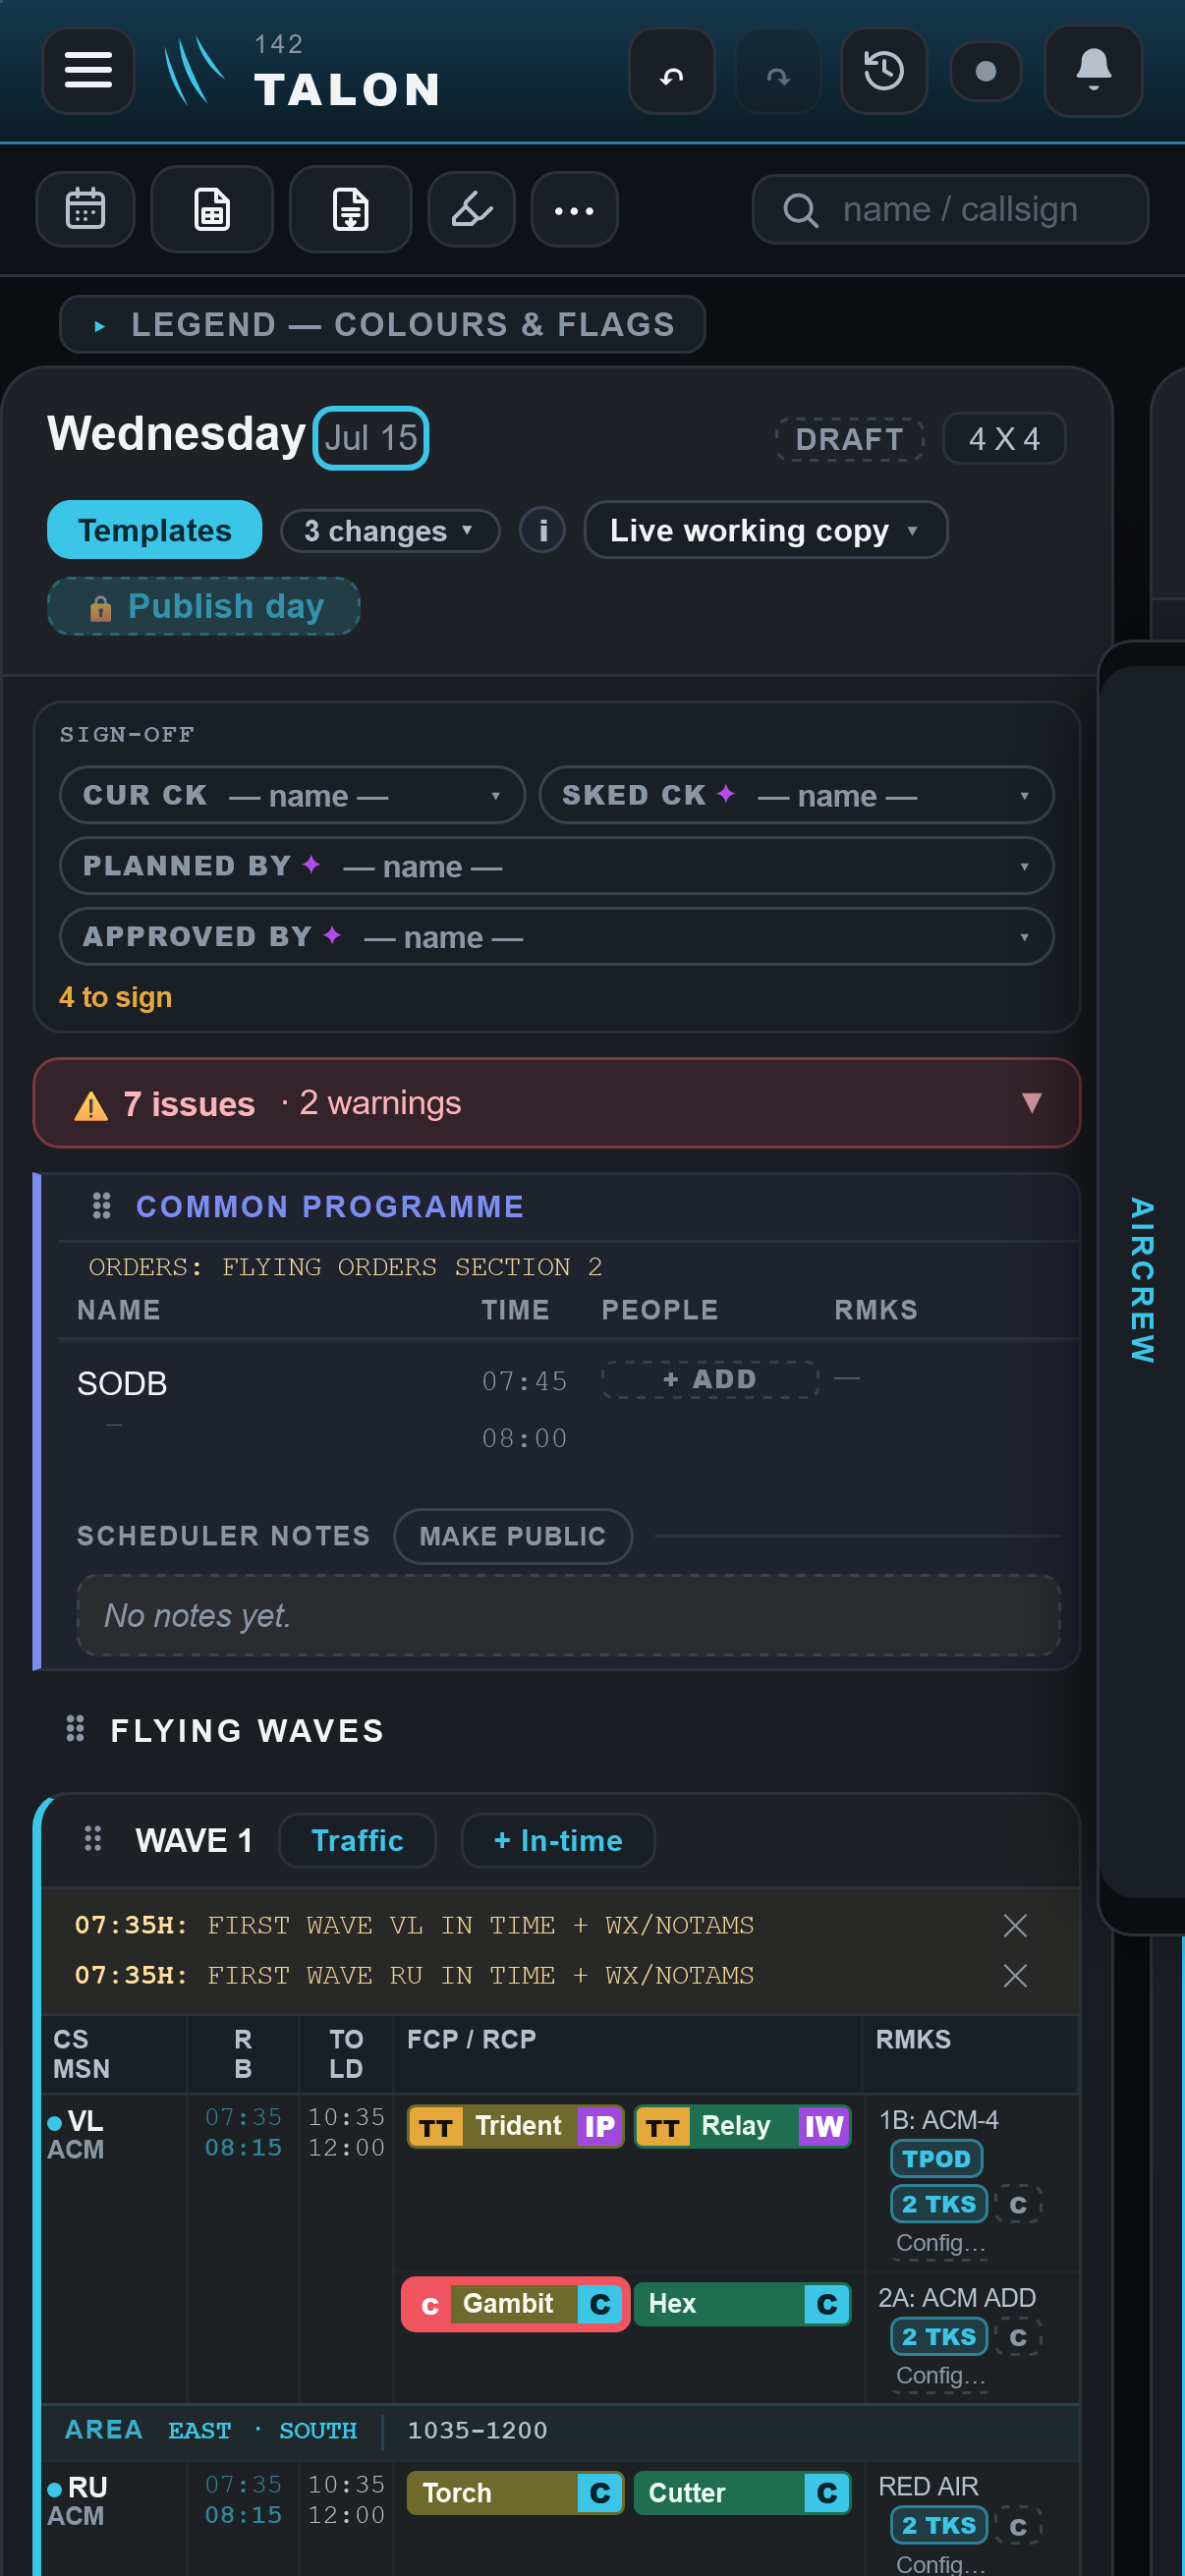 142
TALON
name / callsign
LEGEND — COLOURS & FLAGS
Wednesday Jul 15 DRAFT 4 X 4
Templates 3 changes i Live working copy
Publish day
SIGN-OFF
CUR CK — name — SKED CK — name —
PLANNED BY — name —
APPROVED BY — name —
4 to sign
7 issues · 2 warnings
COMMON PROGRAMME
ORDERS: FLYING ORDERS SECTION 2
NAME TIME PEOPLE RMKS
SODB 07:45 + ADD —
— 08:00
SCHEDULER NOTES MAKE PUBLIC
No notes yet.
AIRCREW
FLYING WAVES
WAVE 1 Traffic + In-time
07:35H: FIRST WAVE VL IN TIME + WX/NOTAMS
07:35H: FIRST WAVE RU IN TIME + WX/NOTAMS
CS R TO FCP / RCP RMKS
MSN B LD
VL 07:35 10:35 TT Trident IP TT Relay IW 1B: ACM-4
ACM 08:15 12:00 TPOD
2 TKS C
Config...
C Gambit C Hex C 2A: ACM ADD
2 TKS C
Config...
AREA EAST · SOUTH 1035-1200
RU 07:35 10:35 Torch C Cutter C RED AIR
ACM 08:15 12:00 2 TKS C
Config...